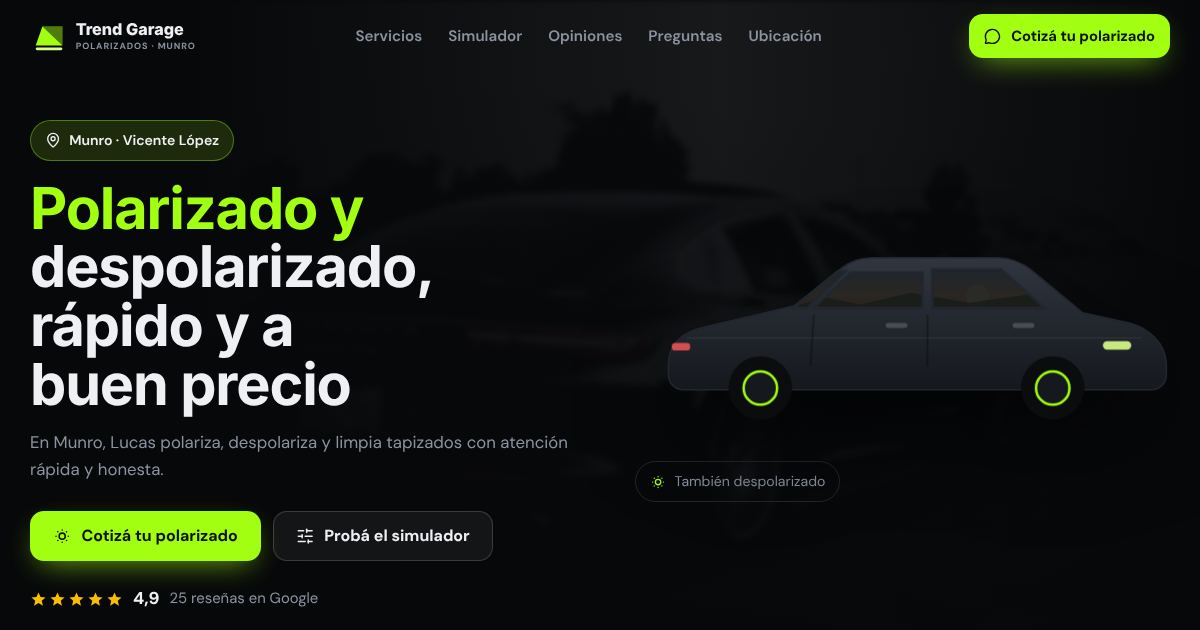 Trend Garage
POLARIZADOS · MUNRO
Servicios
Simulador
Opiniones
Preguntas
Ubicación
Cotizá tu polarizado
Munro · Vicente López
Polarizado y
despolarizado,
rápido y a
buen precio
En Munro, Lucas polariza, despolariza y limpia tapizados con atención
rápida y honesta.
También despolarizado
Cotizá tu polarizado
Probá el simulador
4,9 25 reseñas en Google